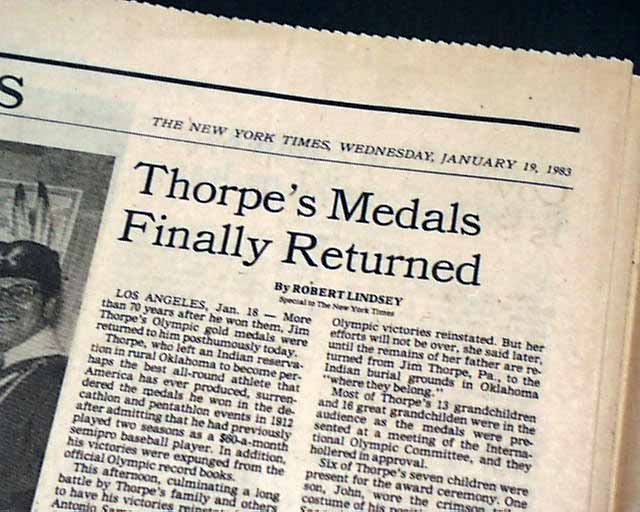 S
THE NEW YORK TIMES, WEDNESDAY, JANUARY 19, 1983
Thorpe's Medals
Finally Returned
By ROBERT LINDSEY
Special to The New York Times
LOS ANGELES, Jan. 18 — More
than 70 years after he won them, Jim
Thorpe's Olympic gold medals were
returned to him posthumously today.
Thorpe, who left an Indian reserva-
tion in rural Oklahoma to become per-
haps the best all-round athlete that
America has ever produced, surren-
dered the medals he won in the de-
cathlon and pentathlon events in 1912
after admitting that he had previously
played two seasons as a $60-a-month
semipro baseball player. In addition,
his victories were expunged from the
official Olympic record books.
This afternoon, culminating a long
battle by Thorpe's family and others
to have his victories
Antonio
Olympic victories reinstated. But her
efforts will not be over, she said later,
until the remains of her father are re-
turned from Jim Thorpe, Pa., to the
Indian burial grounds in Oklahoma
"where they belong."
Most of Thorpe's 13 grandchildren
and 16 great grandchilden were in the
audience as the medals were pre-
sented at a meeting of the Interna-
tional Olympic Committee, and they
hollered in approval.
Six of Thorpe's seven children were
present for the award ceremony. One
son, John, wore the crimson
costume of his